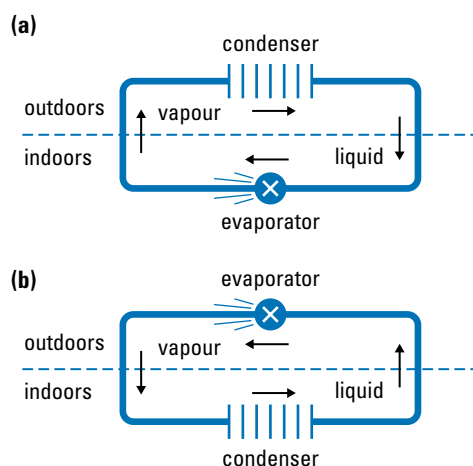 (a)
condenser
outdoors
vapour
indoors
liquid
evaporator
(b)
evaporator
outdoors
vapour
indoors
liquid
condenser